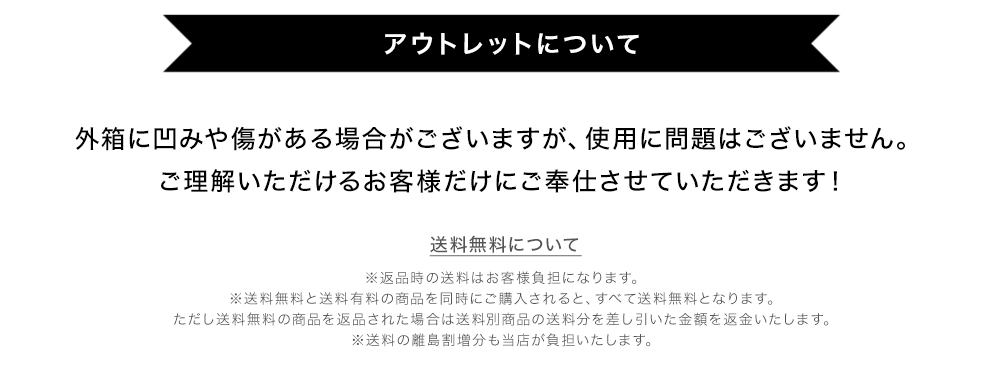 アウトレットについて
外箱に凹みや傷がある場合がございますが、使用に問題はございません。
ご理解いただけるお客様だけにご奉仕させていただきます!
送料無料について
※返品時の送料はお客様負担になります。
※送料無料と送料有料の商品を同時にご購入されると、すべて送料無料となります。
ただし送料無料の商品を返品された場合は送料別商品の送料分を差し引いた金額を返金いたします。
※送料の離島割増分も当店が負担いたします。